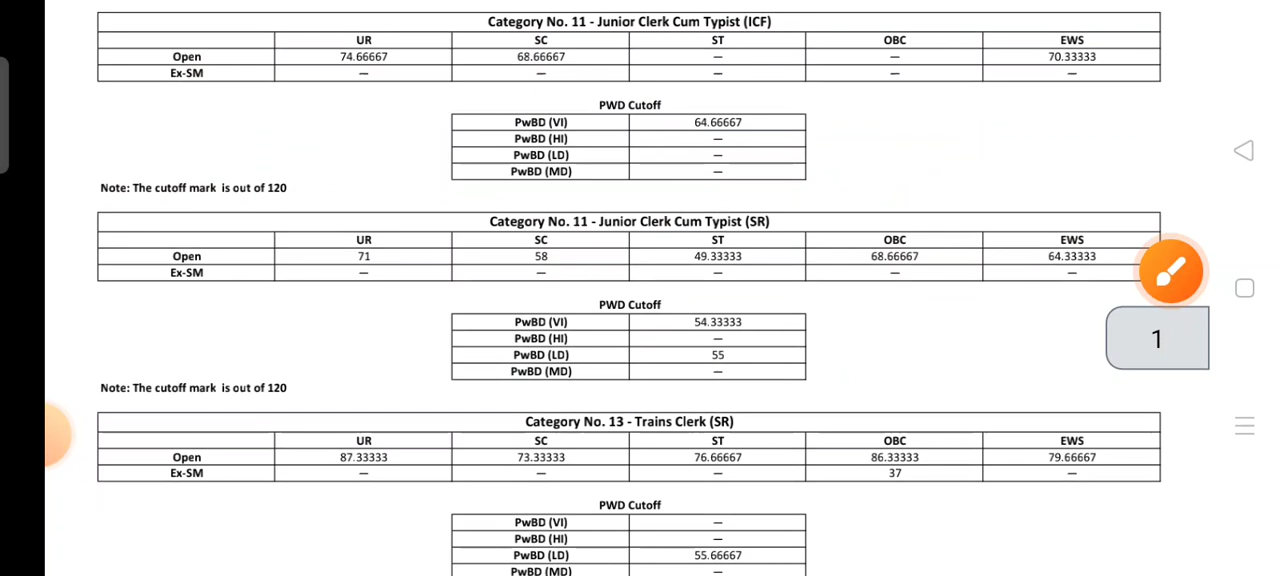 Category No. 11 - Junior Clerk Cum Typist (ICF)
UR SC ST OBC EWS
Open 74.66667 68.66667 — — 70.33333
Ex-SM — — — — —
PWD Cutoff
PwBD (VI) 64.66667
PwBD (HI) —
PwBD (LD) —
PwBD (MD) —
Note: The cutoff mark is out of 120
Category No. 11 - Junior Clerk Cum Typist (SR)
UR SC ST OBC EWS
Open 71 58 49.33333 68.66667 64.33333
Ex-SM — — — — —
PWD Cutoff
PwBD (VI) 54.33333
PwBD (HI) —
PwBD (LD) 55
PwBD (MD) —
1
Note: The cutoff mark is out of 120
Category No. 13 - Trains Clerk (SR)
UR SC ST OBC EWS
Open 87.33333 73.33333 76.66667 86.33333 79.66667
Ex-SM — — — 37 —
PWD Cutoff
PwBD (VI) —
PwBD (HI) —
PwBD (LD) 55.66667
PwBD (MD) —